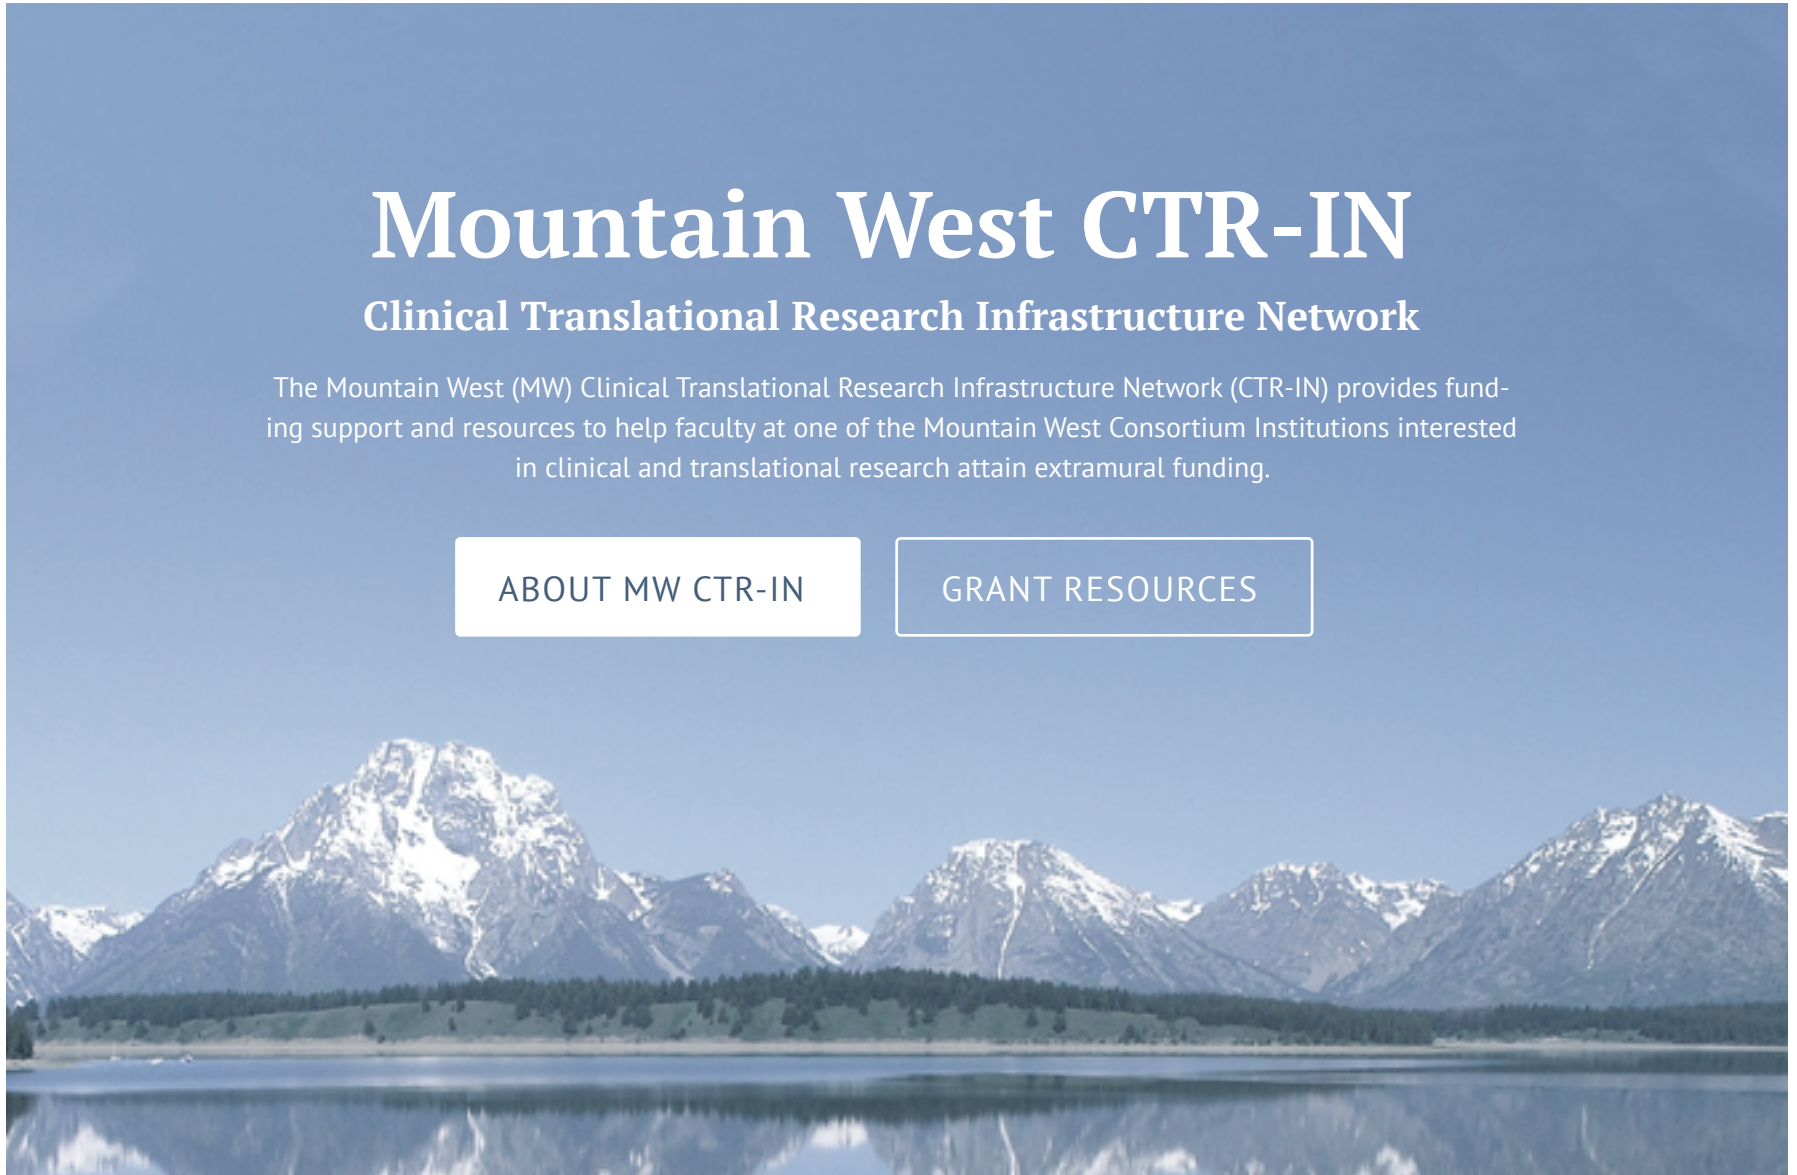 Mountain West CTR-IN
Clinical Translational Research Infrastructure Network
The Mountain West (MW) Clinical Translational Research Infrastructure Network (CTR-IN) provides fund-
ing support and resources to help faculty at one of the Mountain West Consortium Institutions interested
in clinical and translational research attain extramural funding.
ABOUT MW CTR-IN
GRANT RESOURCES